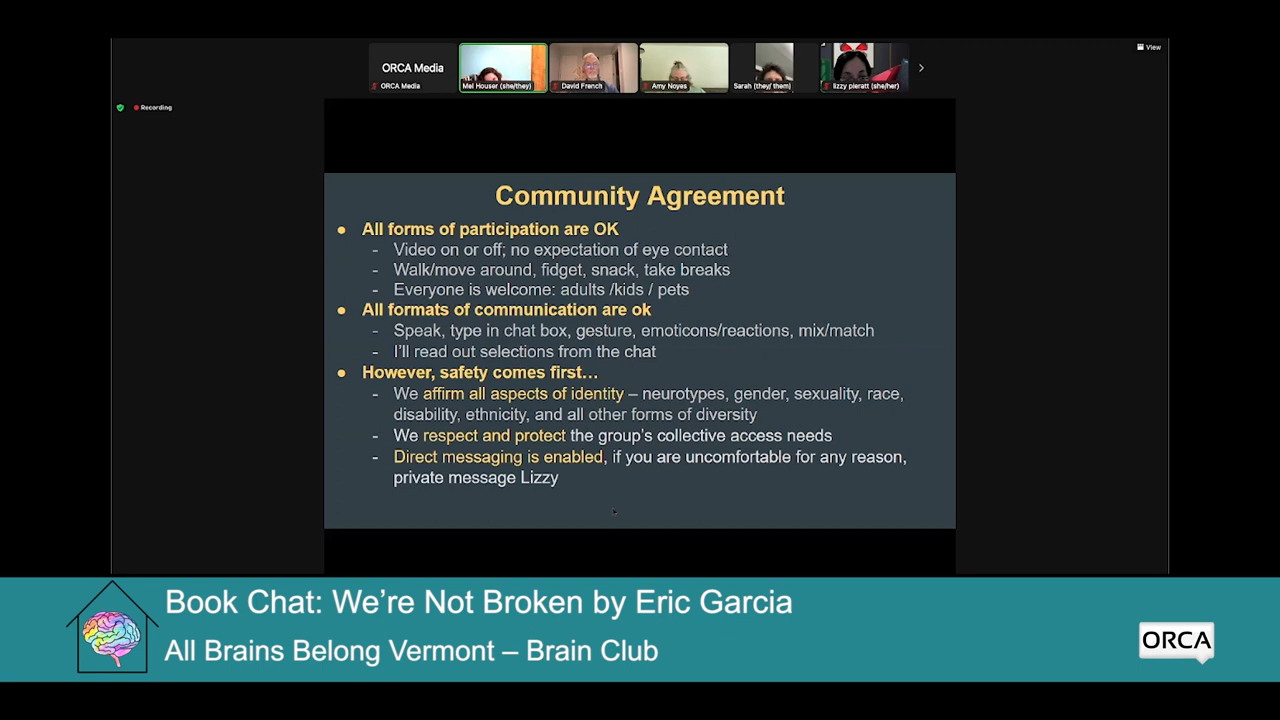 View
ORCA Media
ORCA Media
Mel Houser (she/they)
David French
Amy Noyes
Sarah (they/ them)
lizzy pieratt (she/her)
Recording
Community Agreement
● All forms of participation are OK
- Video on or off; no expectation of eye contact
- Walk/move around, fidget, snack, take breaks
- Everyone is welcome: adults /kids / pets
● All formats of communication are ok
- Speak, type in chat box, gesture, emoticons/reactions, mix/match
- I'll read out selections from the chat
● However, safety comes first…
- We affirm all aspects of identity – neurotypes, gender, sexuality, race,
disability, ethnicity, and all other forms of diversity
- We respect and protect the group's collective access needs
- Direct messaging is enabled, if you are uncomfortable for any reason,
private message Lizzy
Book Chat: We're Not Broken by Eric Garcia
All Brains Belong Vermont – Brain Club
ORCA